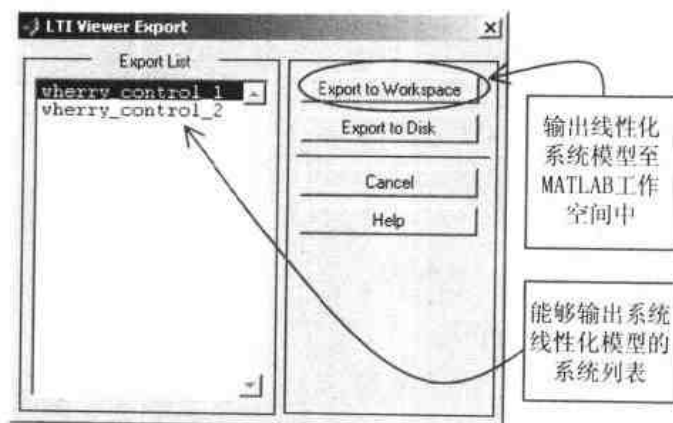 LTI Viewer Export
Export List
wherry_control_1
wherry_control_2
Export to Workspace
Export to Disk
Cancel
Help
输出线性化
系统模型至
MATLAB工作
空间中
能够输出系统
线性化模型的
系统列表